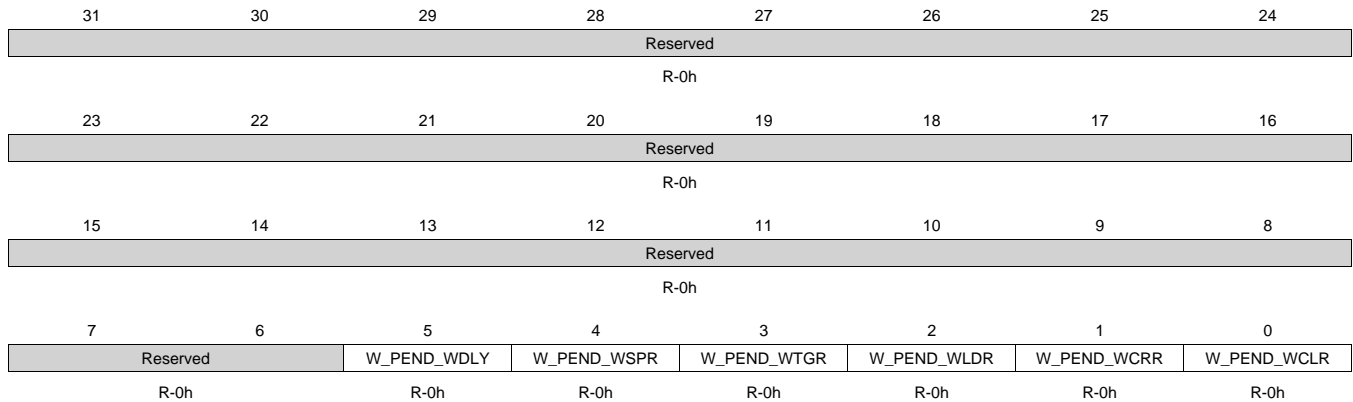 31 30 29 28 27 26 25 24
Reserved
R-0h
23 22 21 20 19 18 17 16
Reserved
R-0h
15 14 13 12 11 10 9 8
Reserved
R-0h
7 6 5 4 3 2 1 0
Reserved W_PEND_WDLY W_PEND_WSPR W_PEND_WTGR W_PEND_WLDR W_PEND_WCRR W_PEND_WCLR
R-0h R-0h R-0h R-0h R-0h R-0h R-0h